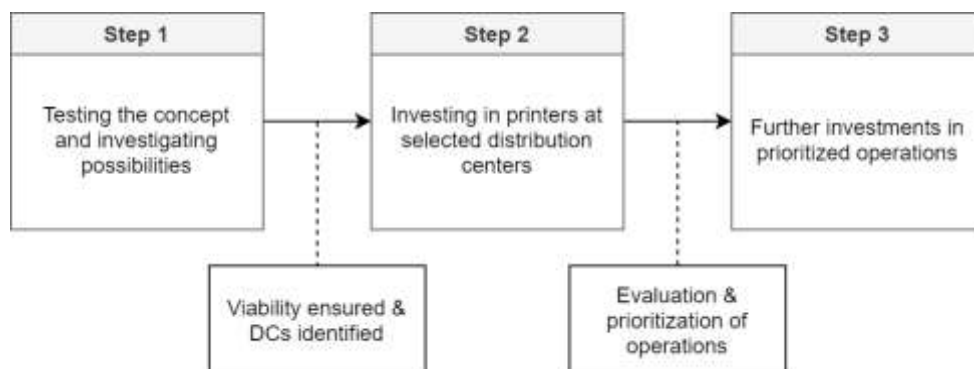 Step 1
Testing the concept
and investigating
possibilities
Step 2
Investing in printers at
selected distribution
centers
Step 3
Further investments in
prioritized operations
Viability ensured &
DCs identified
Evaluation &
prioritization of
operations